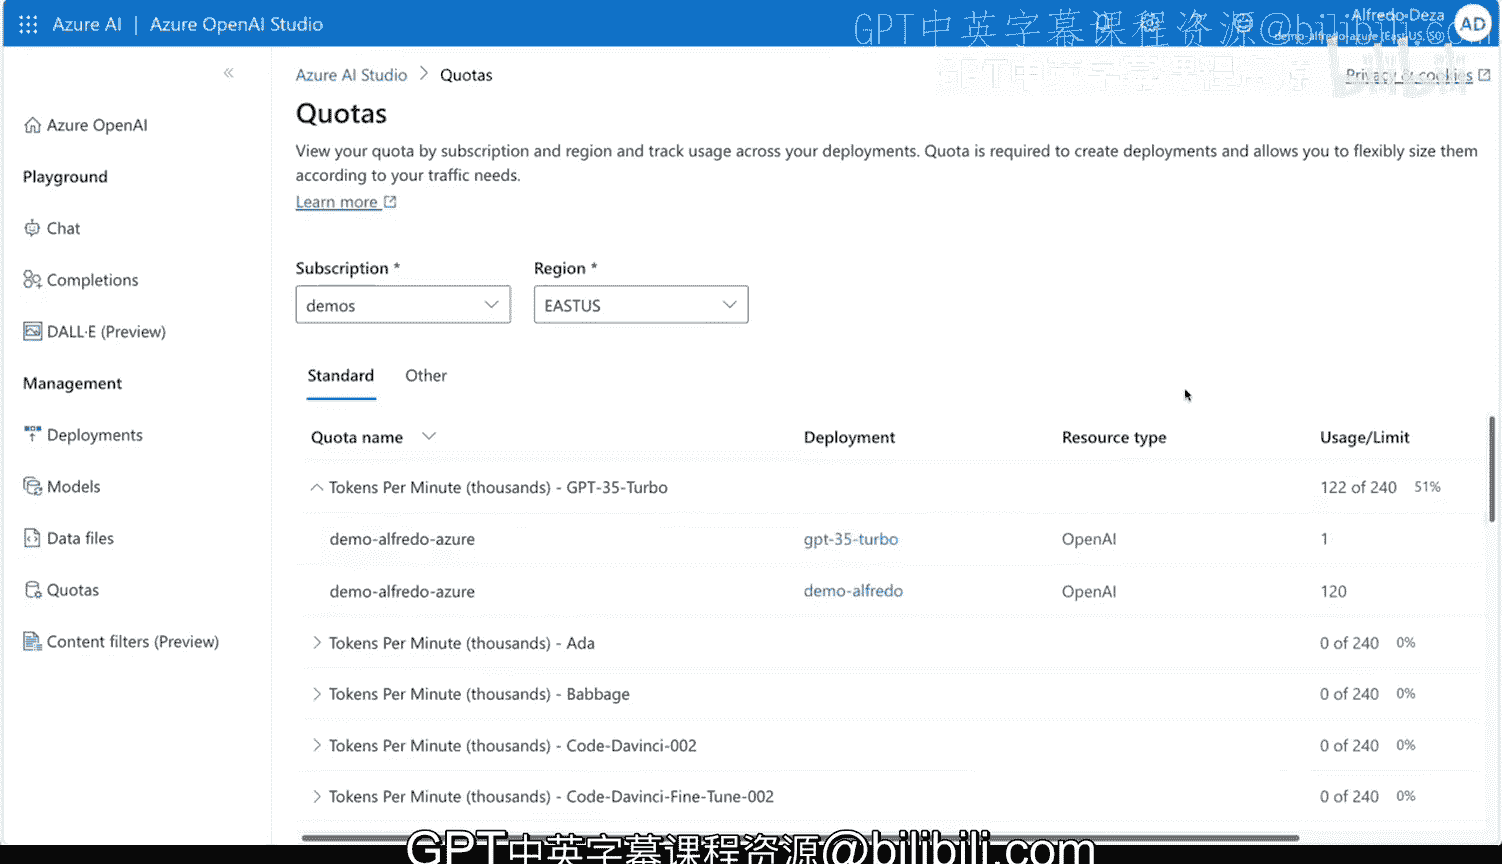 Azure AI | Azure OpenAI Studio
Alfredo Deza
AD
demo-alfredo-azure (East US, S0)
GPT中英字幕课程资源@bilibili.com
Azure AI Studio > Quotas
Privacy & cookies
Quotas
View your quota by subscription and region and track usage across your deployments. Quota is required to create deployments and allows you to flexibly size them
according to your traffic needs.
Learn more
Azure OpenAI
Playground
Chat
Completions
DALL·E (Preview)
Management
Deployments
Models
Data files
Quotas
Content filters (Preview)
Subscription * Region *
demos EASTUS
Standard Other
Quota name Deployment Resource type Usage/Limit
Tokens Per Minute (thousands) - GPT-35-Turbo 122 of 240 51%
demo-alfredo-azure gpt-35-turbo OpenAI 1
demo-alfredo-azure demo-alfredo OpenAI 120
Tokens Per Minute (thousands) - Ada 0 of 240 0%
Tokens Per Minute (thousands) - Babbage 0 of 240 0%
Tokens Per Minute (thousands) - Code-Davinci-002 0 of 240 0%
Tokens Per Minute (thousands) - Code-Davinci-Fine-Tune-002 0 of 240 0%
GPT中英字幕课程资源@bilibili.com